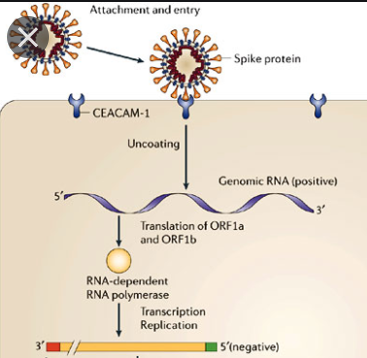 Attachment and entry
Spike protein
CEACAM-1
Uncoating
Genomic RNA (positive)
5′
3′
Translation of ORF1a
and ORF1b
RNA-dependent
RNA polymerase
Transcription
Replication
3′
5′(negative)